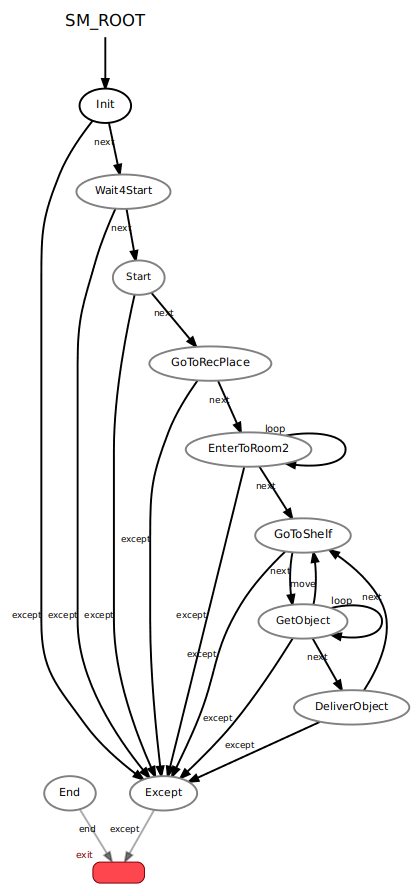 SM_ROOT
Init
next
Wait4Start
next
Start
next
GoToRecPlace
next
loop
EnterToRoom2
next
GoToShelf
except
next
move
next
loop
except
except
except
except
GetObject
except
next
DeliverObject
except
except
End
Except
end
except
exit